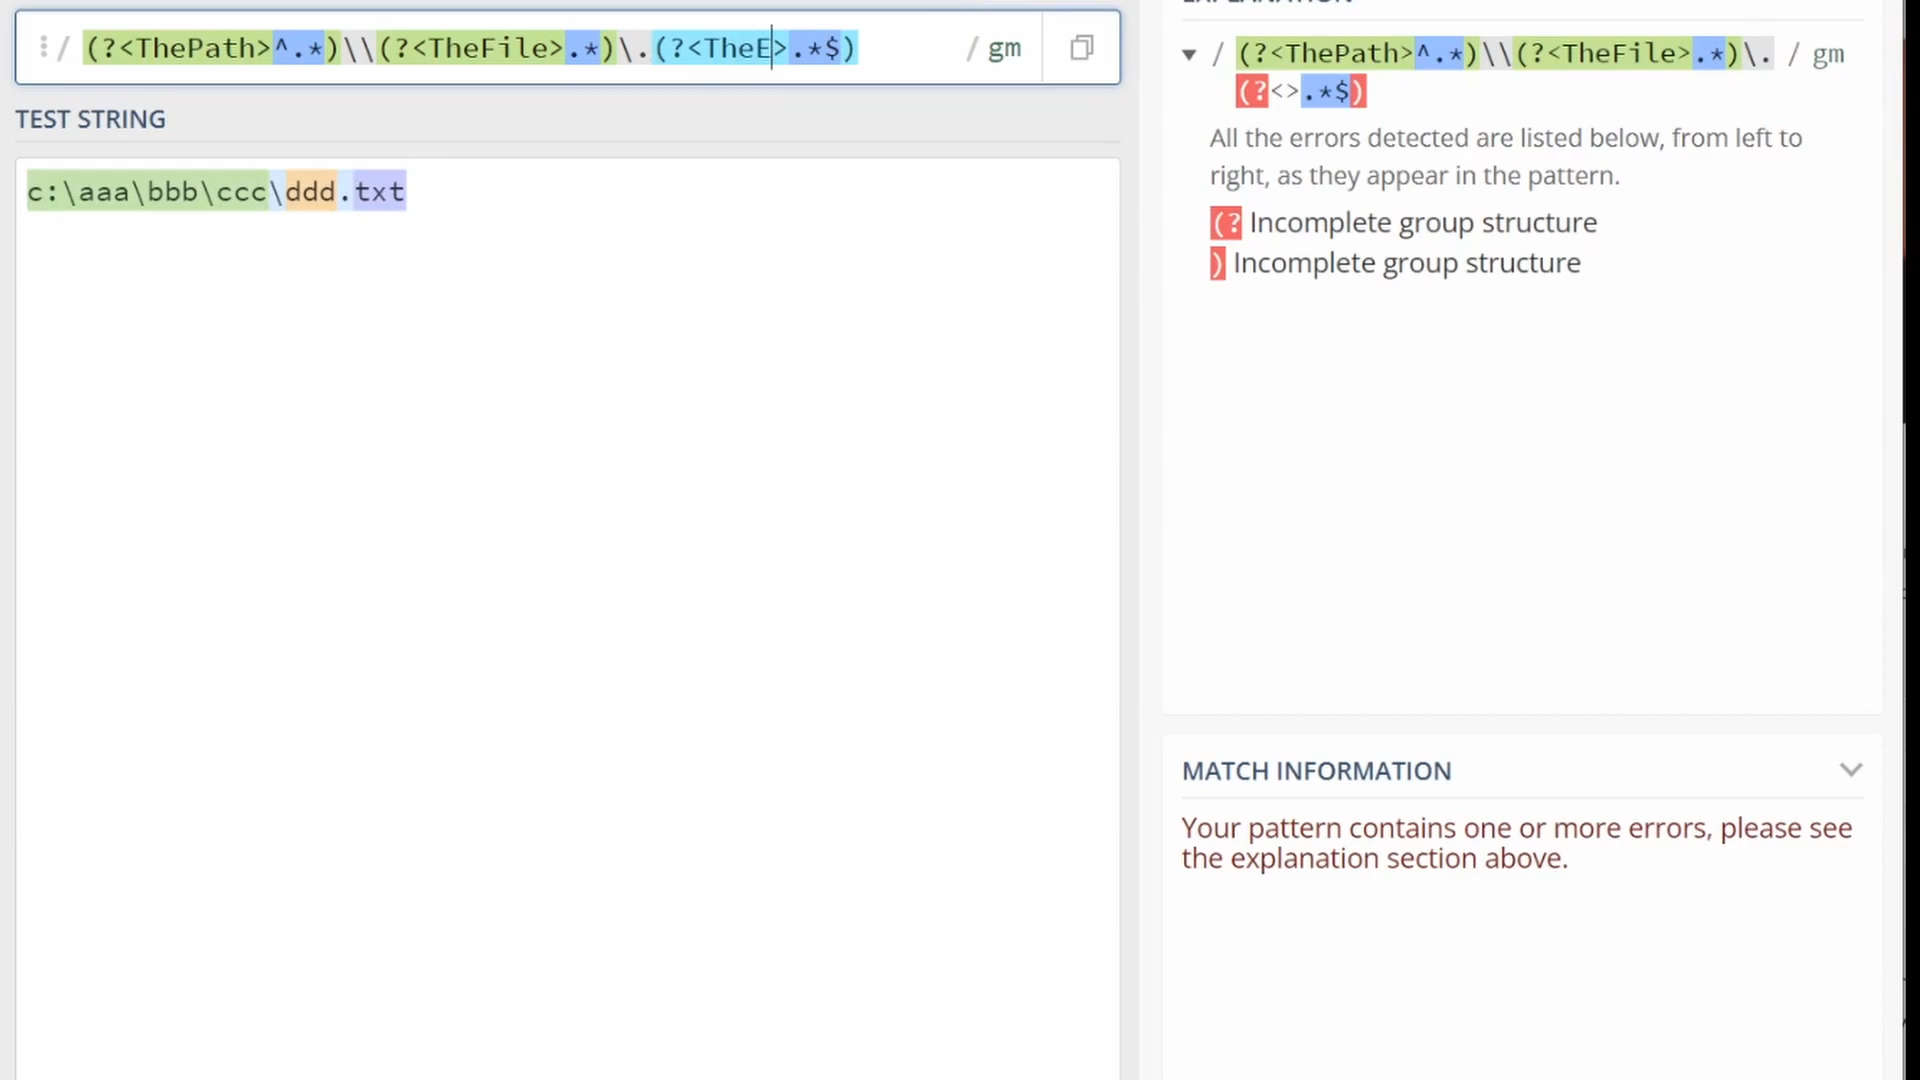 EXPLANATION
/ (?<ThePath>^.*)\\(?<TheFile>.*)\.(?<TheE>.*$) / gm
TEST STRING
c:\aaa\bbb\ccc\ddd.txt
/ (?<ThePath>^.*)\\(?<TheFile>.*)\. / gm
(?<>.*$)
All the errors detected are listed below, from left to
right, as they appear in the pattern.
(? Incomplete group structure
) Incomplete group structure
MATCH INFORMATION
Your pattern contains one or more errors, please see
the explanation section above.